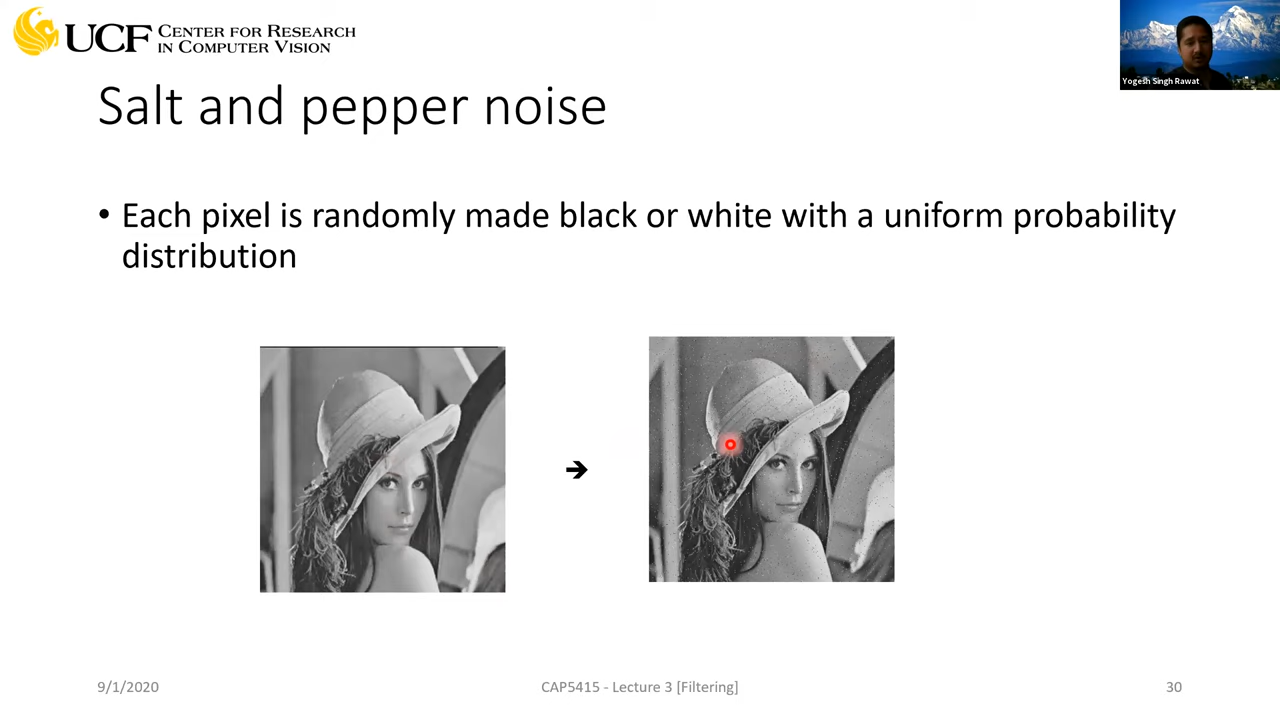 UCF CENTER FOR RESEARCH
IN COMPUTER VISION
Yogesh Singh Rawat
Salt and pepper noise
• Each pixel is randomly made black or white with a uniform probability
distribution
➔
9/1/2020
CAP5415 - Lecture 3 [Filtering]
30